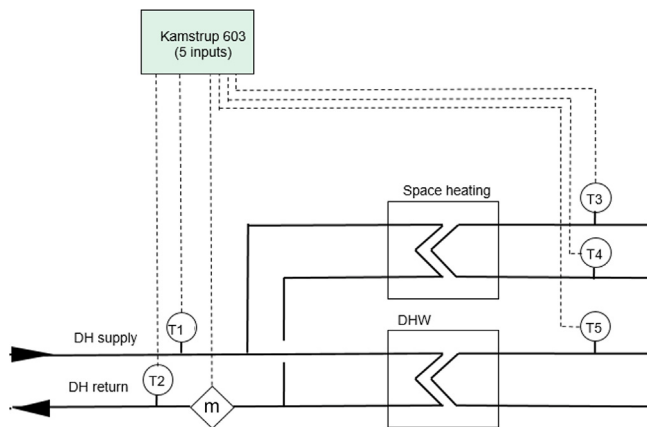 Kamstrup 603
(5 inputs)
Space heating
T3
T4
DHW
T5
T1
DH supply
T2
DH return
m